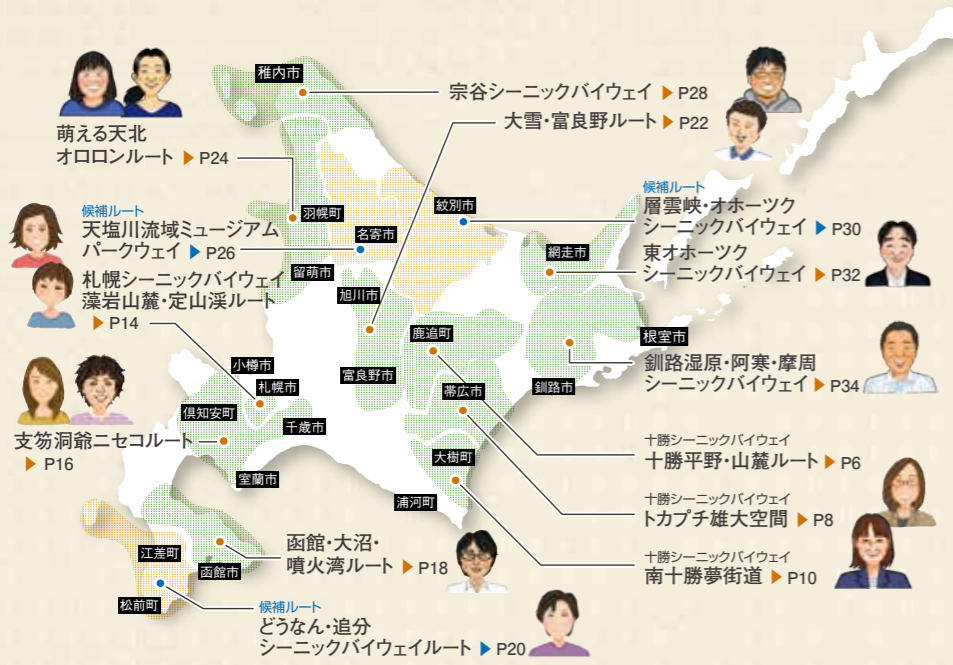 稚内市
宗谷シーニックバイウェイ ▶ P28
大雪・富良野ルート ▶ P22
萌える天北
オロロンルート ▶ P24
候補ルート
天塩川流域ミュージアム
パークウェイ ▶ P26
札幌シーニックバイウェイ
藻岩山麓・定山渓ルート
▶ P14
羽幌町
名寄市
紋別市
留萌市
旭川市
候補ルート
層雲峡・オホーツク
シーニックバイウェイ ▶ P30
網走市
東オホーツク
シーニックバイウェイ ▶ P32
鹿追町
根室市
富良野市
帯広市
釧路市
釧路湿原・阿寒・摩周
シーニックバイウェイ ▶ P34
小樽市
札幌市
倶知安町
千歳市
支笏洞爺ニセコルート
▶ P16
室蘭市
大樹町
浦河町
十勝シーニックバイウェイ
十勝平野・山麓ルート ▶ P6
十勝シーニックバイウェイ
トカプチ雄大空間 ▶ P8
十勝シーニックバイウェイ
南十勝夢街道 ▶ P10
江差町
函館市
函館・大沼・
噴火湾ルート ▶ P18
松前町
候補ルート
どうなん・追分
シーニックバイウェイルート ▶ P20